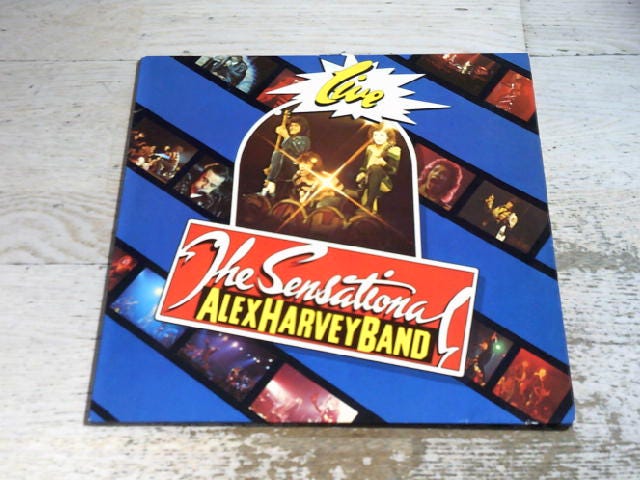 Live
The Sensational
ALEX HARVEY BAND